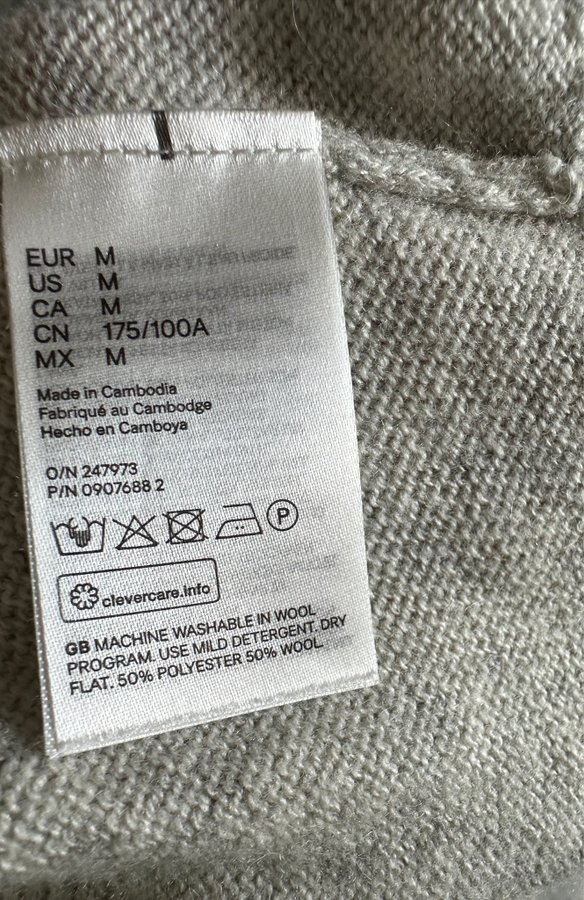 EUR M
US M
CA M
CN 175/100A
MX M
Made in Cambodia
Fabriqué au Cambodge
Hecho en Camboya
O/N 247973
P/N 0907688 2
P
clevercare.info
GB MACHINE WASHABLE IN WOOL
PROGRAM. USE MILD DETERGENT. DRY
FLAT. 50% POLYESTER 50% WOOL.